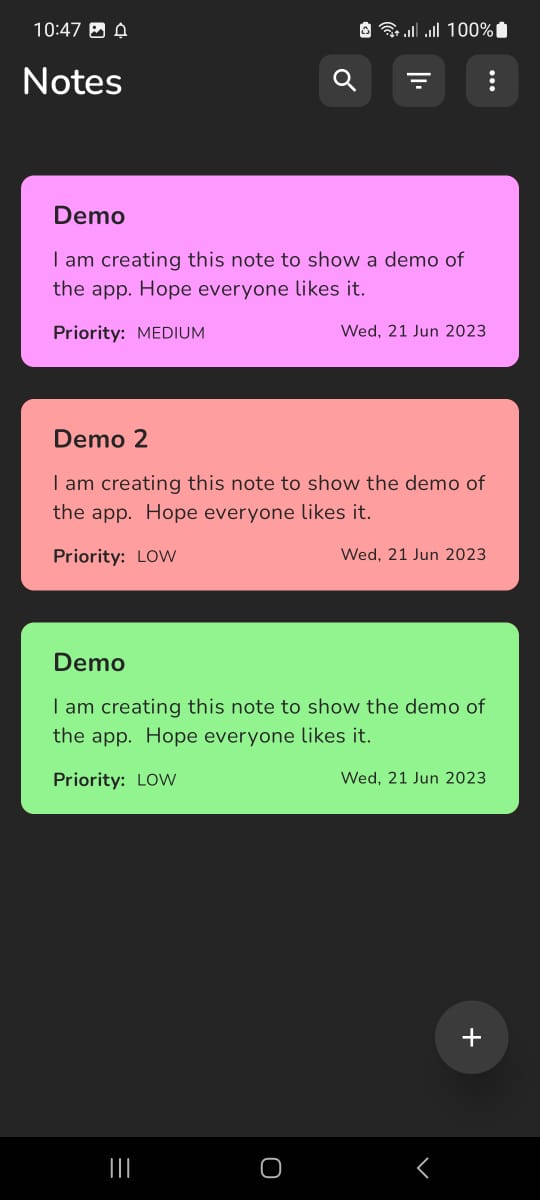 10:47 100%
Notes
Demo
I am creating this note to show a demo of
the app. Hope everyone likes it.
Priority: MEDIUM Wed, 21 Jun 2023
Demo 2
I am creating this note to show the demo of
the app.  Hope everyone likes it.
Priority: LOW Wed, 21 Jun 2023
Demo
I am creating this note to show the demo of
the app.  Hope everyone likes it.
Priority: LOW Wed, 21 Jun 2023